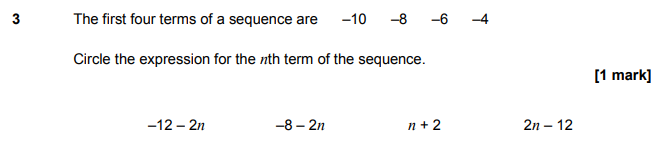 3 The first four terms of a sequence are –10 –8 –6 –4
Circle the expression for the nth term of the sequence.
[1 mark]
–12 – 2n –8 – 2n n + 2 2n – 12